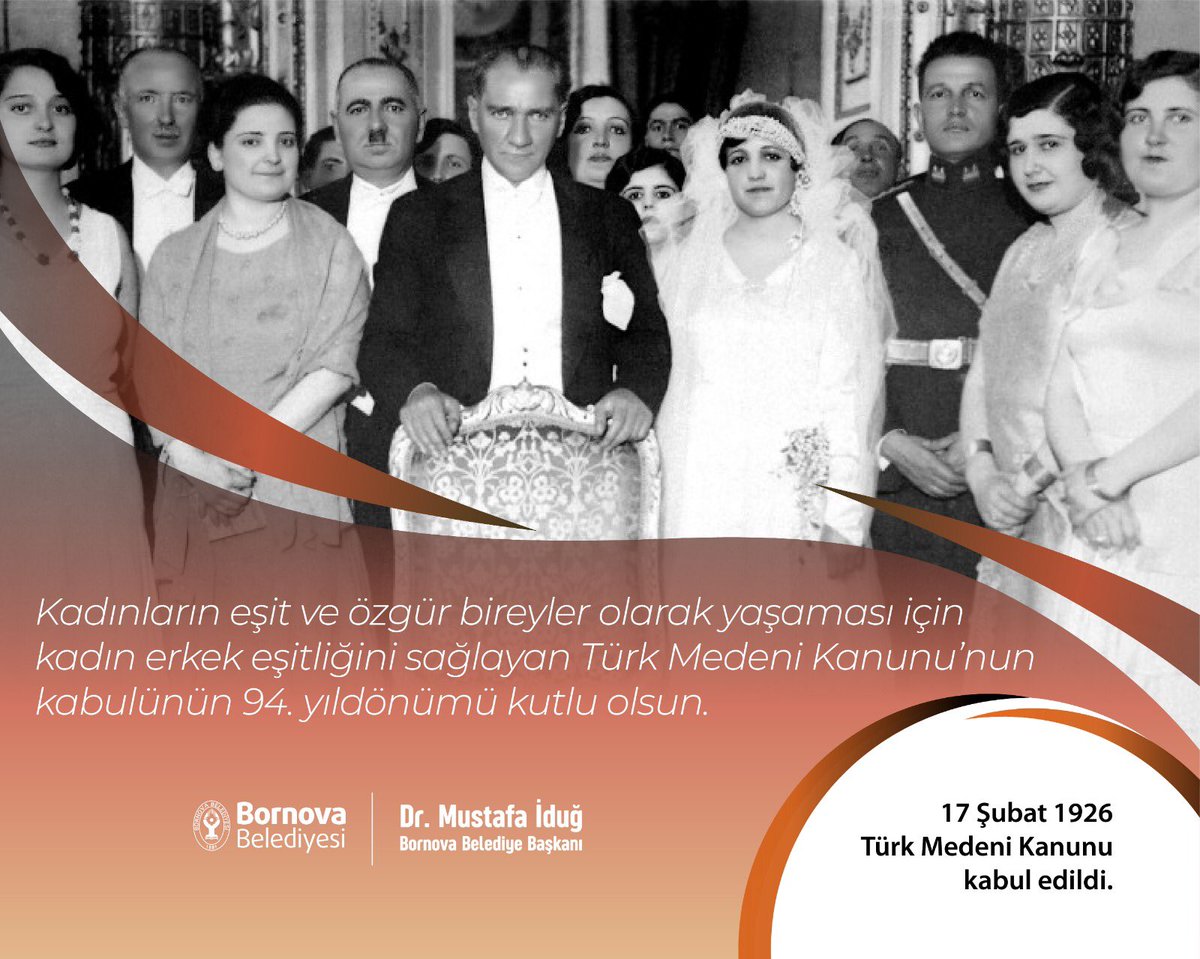 Kadınların eşit ve özgür bireyler olarak yaşaması için
kadın erkek eşitliğini sağlayan Türk Medeni Kanunu’nun
kabulünün 94. yıldönümü kutlu olsun.
Bornova
Belediyesi
Dr. Mustafa İduğ
Bornova Belediye Başkanı
17 Şubat 1926
Türk Medeni Kanunu
kabul edildi.